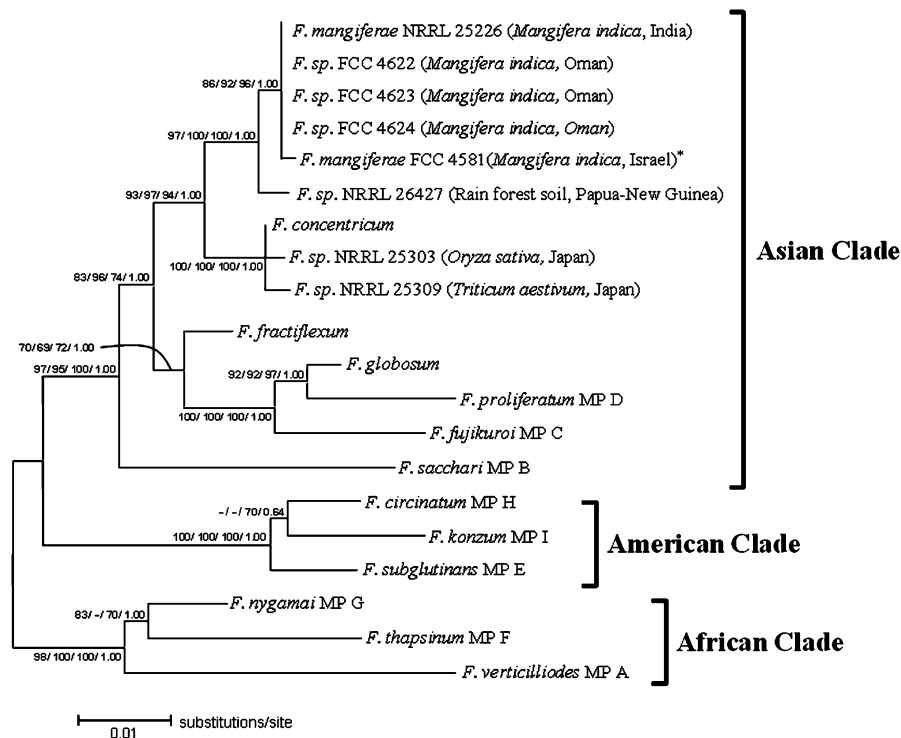 F. mangiferae NRRL 25226 (Mangifera indica, India)
F. sp. FCC 4622 (Mangifera indica, Oman)
86/92/96/1.00
F. sp. FCC 4623 (Mangifera indica, Oman)
F. sp. FCC 4624 (Mangifera indica, Oman)
97/100/100/1.00
F. mangiferae FCC 4581(Mangifera indica, Israel)*
93/97/94/1.00
F. sp. NRRL 26427 (Rain forest soil, Papua-New Guinea)
F. concentricum
Asian Clade
F. sp. NRRL 25303 (Oryza sativa, Japan)
100/100/100/1.00
83/96/74/1.00
F. sp. NRRL 25309 (Triticum aestivum, Japan)
F. fractiflexum
70/69/72/1.00
F. globosum
97/95/100/1.00
92/92/97/1.00
F. proliferatum MP D
100/100/100/1.00
F. fujikuroi MP C
F. sacchari MP B
F. circinatum MP H
-/-/70/0.64
F. konzum MP I
100/100/100/1.00
American Clade
F. subglutinans MP E
F. nygamai MP G
83/-/70/1.00
F. thapsinum MP F
African Clade
98/100/100/1.00
F. verticilliodes MP A
substitutions/site
0.01